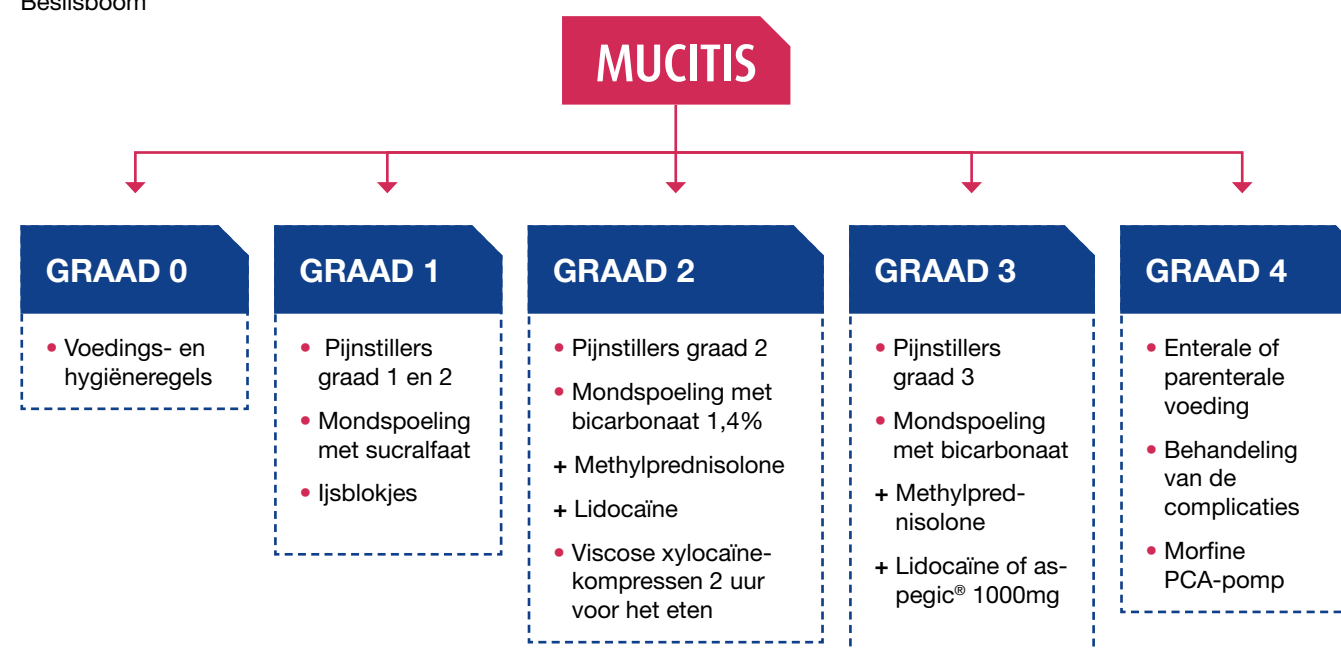 Beslisboom
MUCITIS
GRAAD 0
• Voedings- en
hygiëneregels
GRAAD 1
• Pijnstillers
graad 1 en 2
• Mondspoeling
met sucralfaat
• Ijsblokjes
GRAAD 2
• Pijnstillers graad 2
• Mondspoeling met
bicarbonaat 1,4%
+ Methylprednisolone
+ Lidocaïne
• Viscose xylocaïne-
kompressen 2 uur
voor het eten
GRAAD 3
• Pijnstillers
graad 3
• Mondspoeling
met bicarbonaat
+ Methylpred-
nisolone
+ Lidocaïne of as-
pegic® 1000mg
GRAAD 4
• Enterale of
parenterale
voeding
• Behandeling
van de
complicaties
• Morfine
PCA-pomp